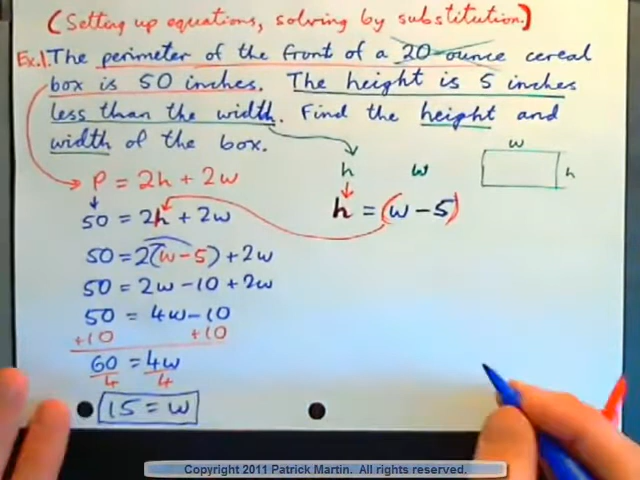 (Setting up equations, solving by substitution.)
Ex.1. The perimeter of the front of a 20-ounce cereal
box is 50 inches. The height is 5 inches
less than the width. Find the height and
width of the box.
P = 2h + 2w
50 = 2h + 2w
50 = 2(w-5) + 2w
50 = 2w - 10 + 2w
50 = 4w - 10
+10 +10
60 = 4w
4 4
15 = w
h w
h = (w - 5)
w
h
Copyright 2011 Patrick Martin. All rights reserved.